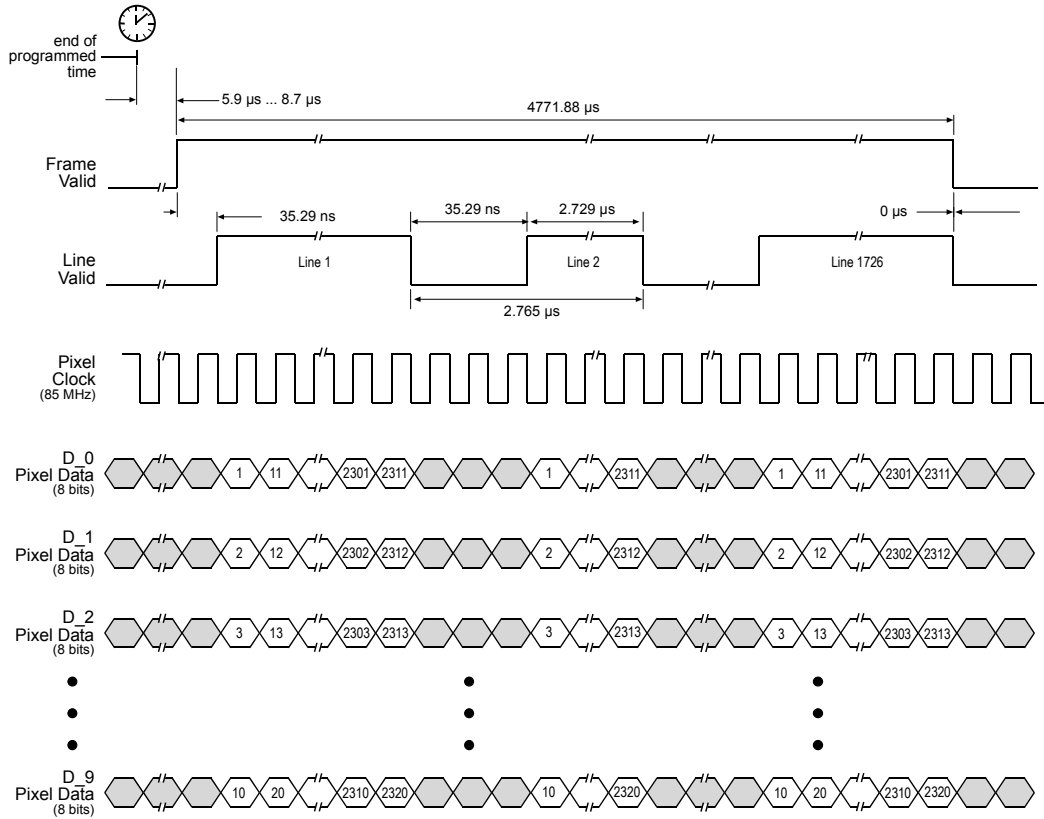 end of
programmed
time
5.9 µs ... 8.7 µs
4771.88 µs
Frame
Valid
35.29 ns
35.29 ns
2.729 µs
0 µs
Line
Valid
Line 1
Line 2
Line 1726
2.765 µs
Pixel
Clock
(85 MHz)
D_0
Pixel Data
(8 bits)
1 11 2301 2311 1 2311 1 11 2301 2311
D_1
Pixel Data
(8 bits)
2 12 2302 2312 2 2312 2 12 2302 2312
D_2
Pixel Data
(8 bits)
3 13 2303 2313 3 2313 3 13 2303 2313
D_9
Pixel Data
(8 bits)
10 20 2310 2320 10 2320 10 20 2310 2320